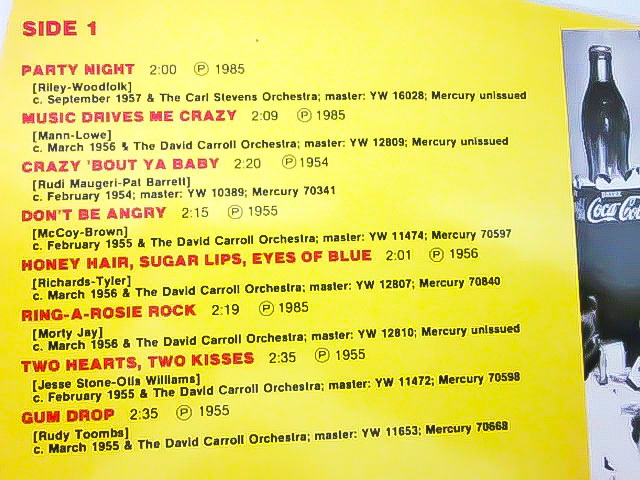 SIDE 1
PARTY NIGHT 2:00 ℗ 1985
[Riley-Woodfolk]
c. September 1957 & The Carl Stevens Orchestra; master: YW 16028; Mercury unissued
MUSIC DRIVES ME CRAZY 2:09 ℗ 1985
[Mann-Lowe]
c. March 1956 & The David Carroll Orchestra; master: YW 12809; Mercury unissued
CRAZY 'BOUT YA BABY 2:20 ℗ 1954
[Rudi Maugeri-Pat Barrett]
c. February 1954; master: YW 10389; Mercury 70341
DON'T BE ANGRY 2:15 ℗ 1955
[McCoy-Brown]
c. February 1955 & The David Carroll Orchestra; master: YW 11474; Mercury 70597
HONEY HAIR, SUGAR LIPS, EYES OF BLUE 2:01 ℗ 1956
[Richards-Tyler]
c. March 1956 & The David Carroll Orchestra; master: YW 12807; Mercury 70840
RING-A-ROSIE ROCK 2:19 ℗ 1985
[Morty Jay]
c. March 1956 & The David Carroll Orchestra; master: YW 12810; Mercury unissued
TWO HEARTS, TWO KISSES 2:35 ℗ 1955
[Jesse Stone-Otis Williams]
c. February 1955 & The David Carroll Orchestra; master: YW 11472; Mercury 70598
GUM DROP 2:35 ℗ 1955
[Rudy Toombs]
c. March 1955 & The David Carroll Orchestra; master: YW 11653; Mercury 70668
DRINK
Coca Col